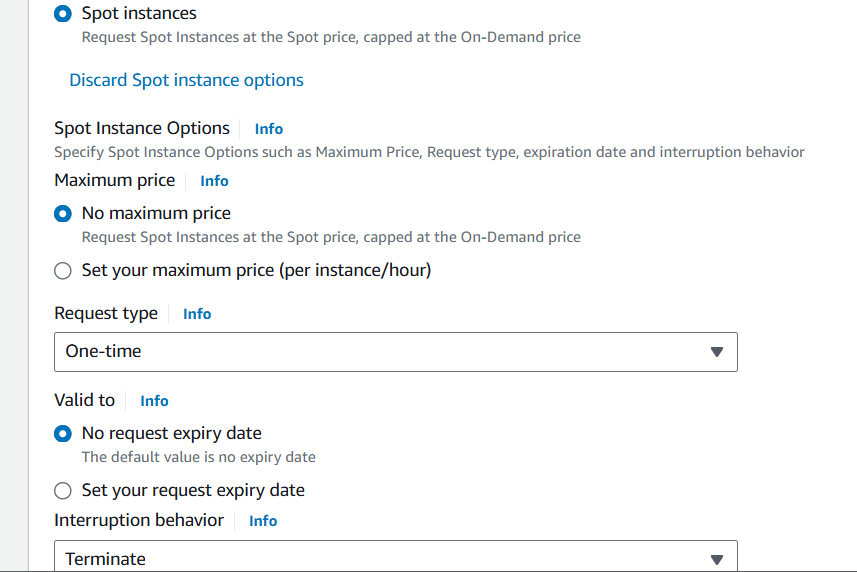 Spot instances
Request Spot Instances at the Spot price, capped at the On-Demand price
Discard Spot instance options
Spot Instance Options Info
Specify Spot Instance Options such as Maximum Price, Request type, expiration date and interruption behavior
Maximum price Info
No maximum price
Request Spot Instances at the Spot price, capped at the On-Demand price
Set your maximum price (per instance/hour)
Request type Info
One-time
Valid to Info
No request expiry date
The default value is no expiry date
Set your request expiry date
Interruption behavior Info
Terminate